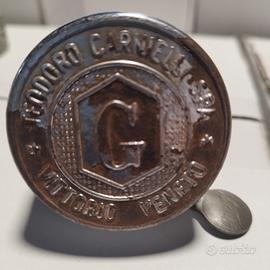 TEODORO CARNIELLI SPA
G
VITTORIO VENETO
subito